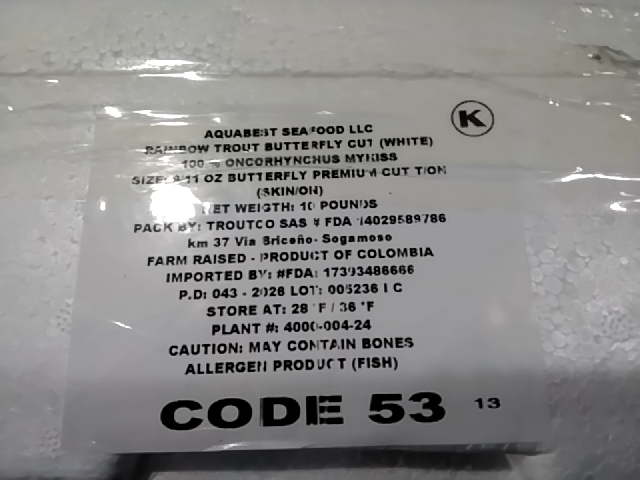 K
AQUABEST SEAFOOD LLC
RAINBOW TROUT BUTTERFLY CUT (WHITE)
100 % ONCORHYNCHUS MYKISS
SIZE: 9/11 OZ BUTTERFLY PREMIUM CUT T/ON
(SKIN/ON)
NET WEIGTH: 10 POUNDS
PACK BY: TROUTCO SAS # FDA 14029589786
km 37 Via Briceño- Sogamoso
FARM RAISED - PRODUCT OF COLOMBIA
IMPORTED BY: #FDA: 17393486666
P.D: 043 - 2026 LOT: 005236 I C
STORE AT: 28 °F / 36 °F
PLANT #: 4000-004-24
CAUTION: MAY CONTAIN BONES
ALLERGEN PRODUCT (FISH)
CODE 53 13